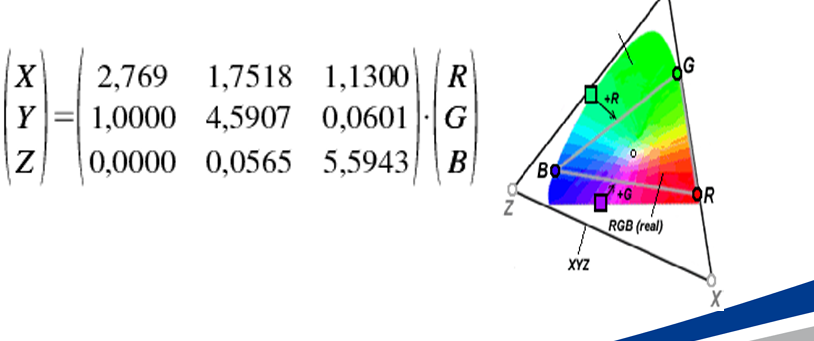 (X) = (2,769 1,7518 1,1300) · (R)
(Y) (1,0000 4,5907 0,0601) (G)
(Z) (0,0000 0,0565 5,5943) (B)
G
+R
B
+G
R
Z
RGB (real)
XYZ
X